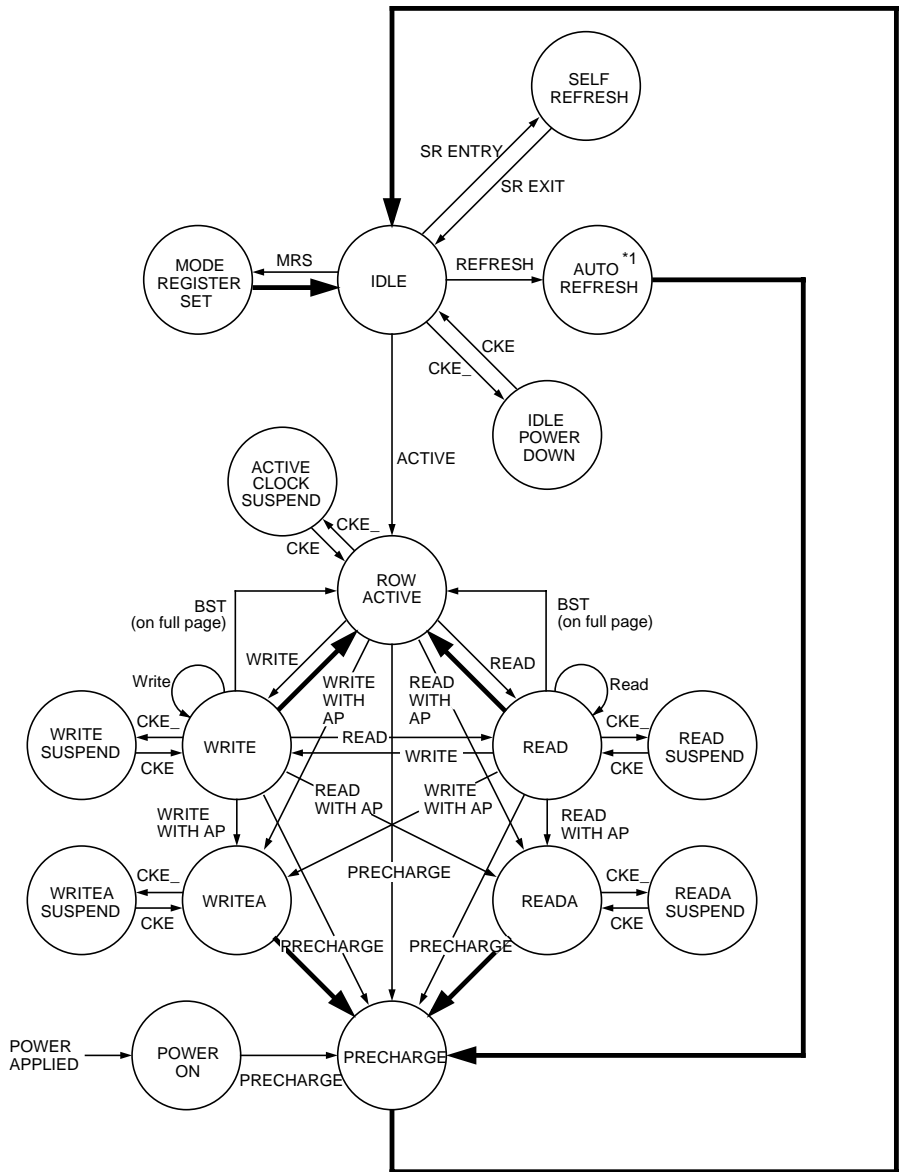 SELF
REFRESH
SR ENTRY
SR EXIT
MODE
REGISTER
SET
MRS
IDLE
REFRESH
AUTO *1
REFRESH
CKE
CKE_
IDLE
POWER
DOWN
ACTIVE
ACTIVE
CLOCK
SUSPEND
CKE_
CKE
ROW
ACTIVE
BST
(on full page)
BST
(on full page)
WRITE
READ
WRITE
WITH
AP
READ
WITH
AP
Write
Read
WRITE
SUSPEND
CKE_
CKE
WRITE
READ
WRITE
READ
CKE_
CKE
READ
SUSPEND
WRITE
WITH AP
READ
WITH AP
WRITE
WITH AP
READ
WITH AP
WRITEA
SUSPEND
CKE_
CKE
WRITEA
PRECHARGE
READA
CKE_
CKE
READA
SUSPEND
PRECHARGE
PRECHARGE
POWER
APPLIED
POWER
ON
PRECHARGE
PRECHARGE